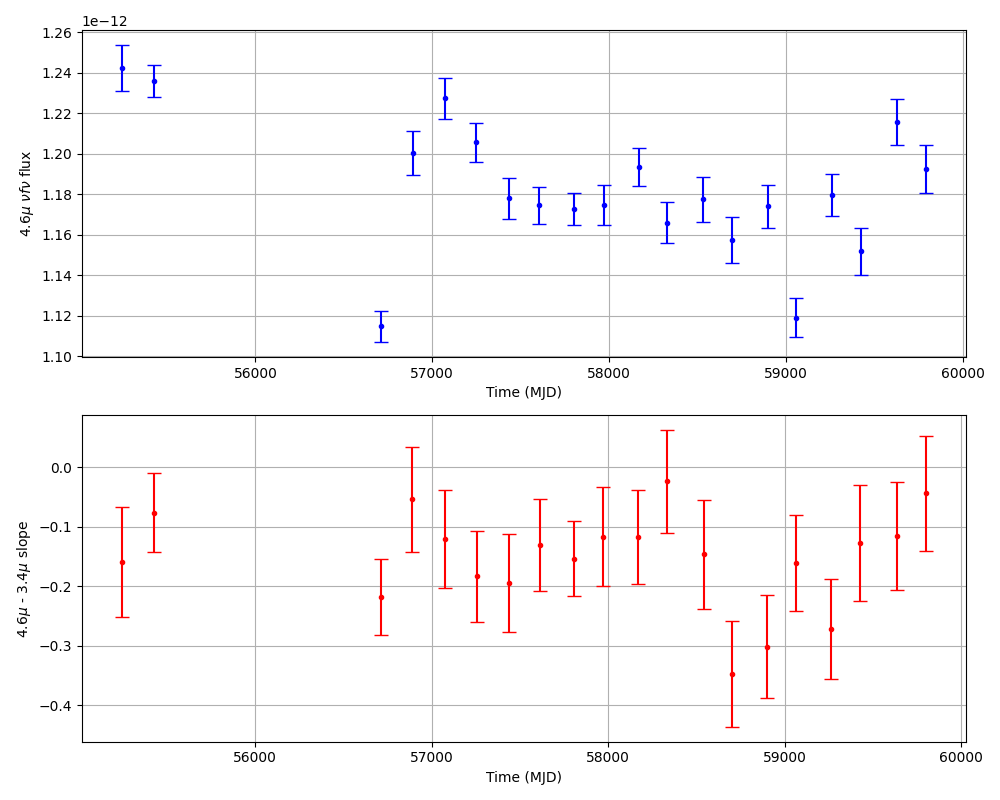 1e−12
1.26
1.24
1.22
1.20
1.18
1.16
1.14
1.12
1.10
4.6μ νfν flux
56000 57000 58000 59000 60000
Time (MJD)
0.0
−0.1
−0.2
−0.3
−0.4
4.6μ - 3.4μ slope
56000 57000 58000 59000 60000
Time (MJD)